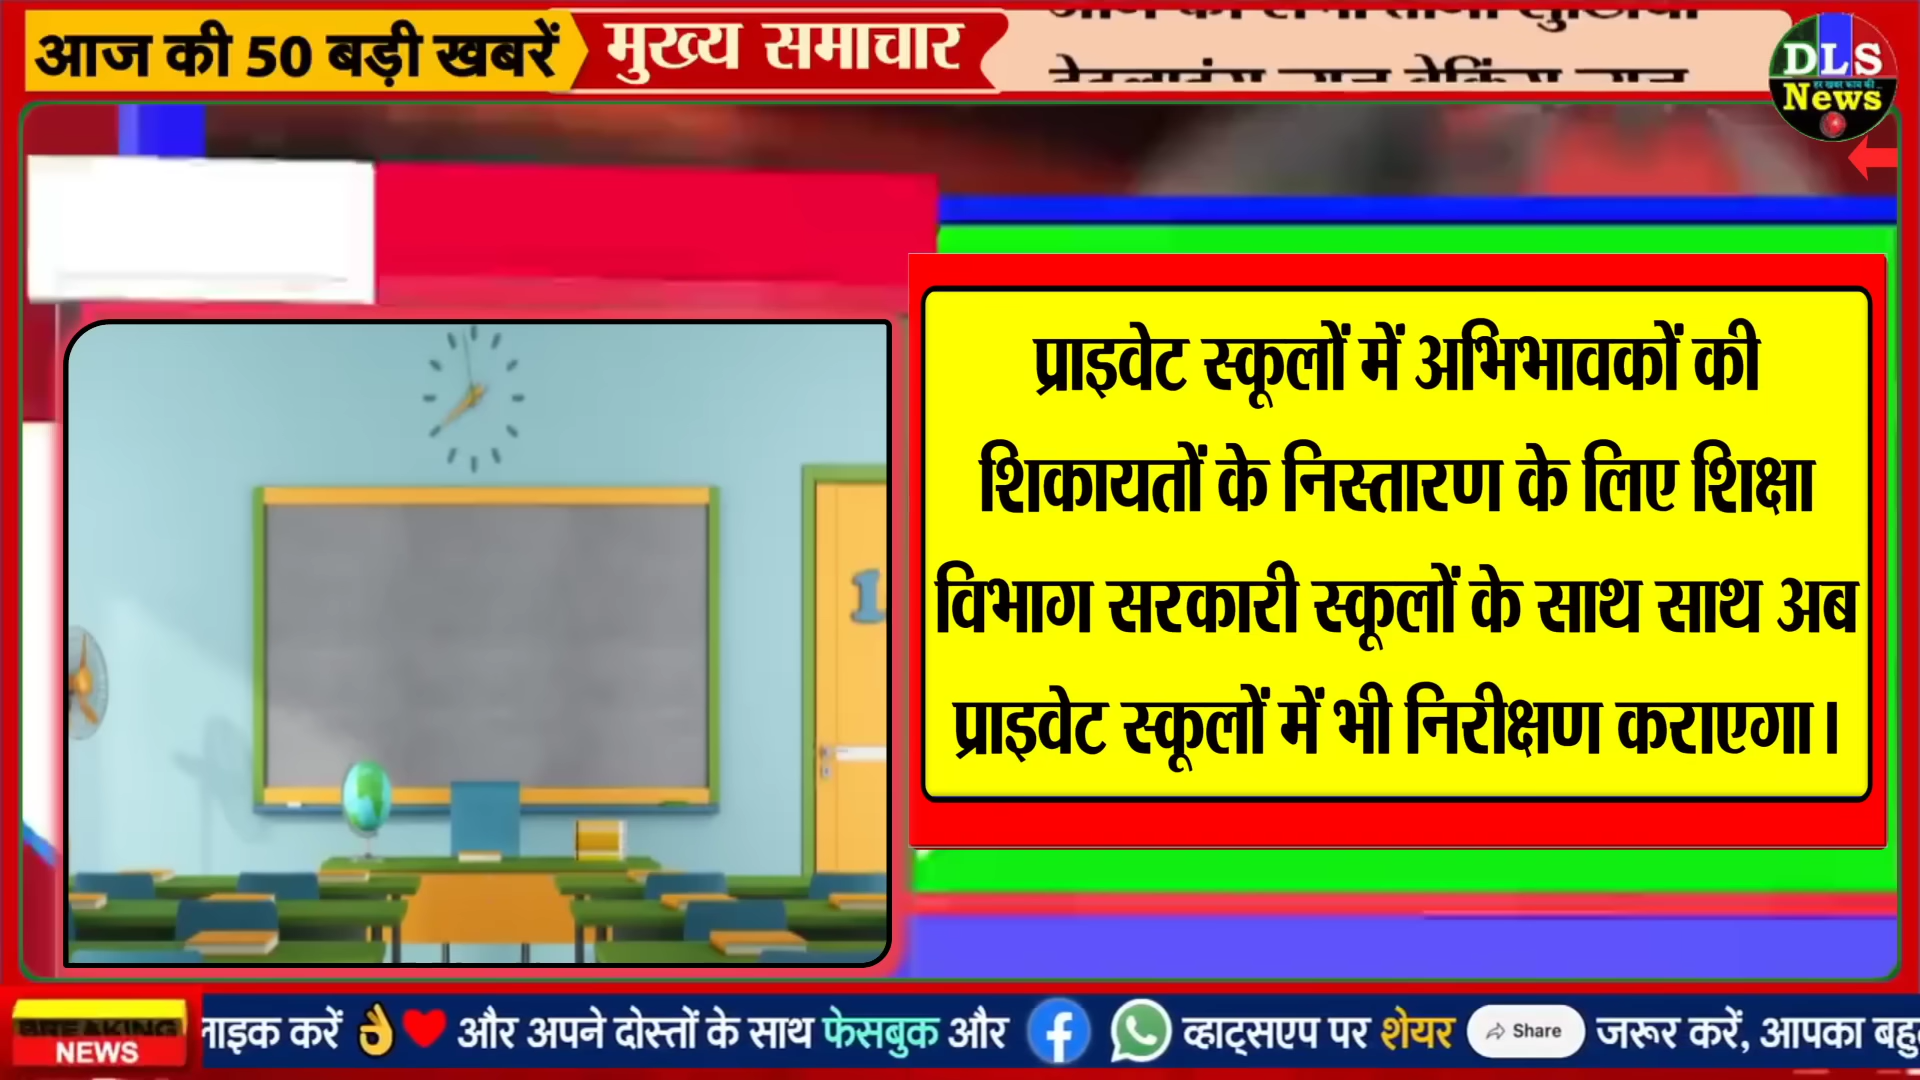 आज की 50 बड़ी खबरें
मुख्य समाचार
DLS
News
प्राइवेट स्कूलों में अभिभावकों की
शिकायतों के निस्तारण के लिए शिक्षा
विभाग सरकारी स्कूलों के साथ साथ अब
प्राइवेट स्कूलों में भी निरीक्षण कराएगा।
1
BREAKING
NEWS
लाइक करें और अपने दोस्तों के साथ फेसबुक और व्हाट्सएप पर शेयर Share जरूर करें, आपका